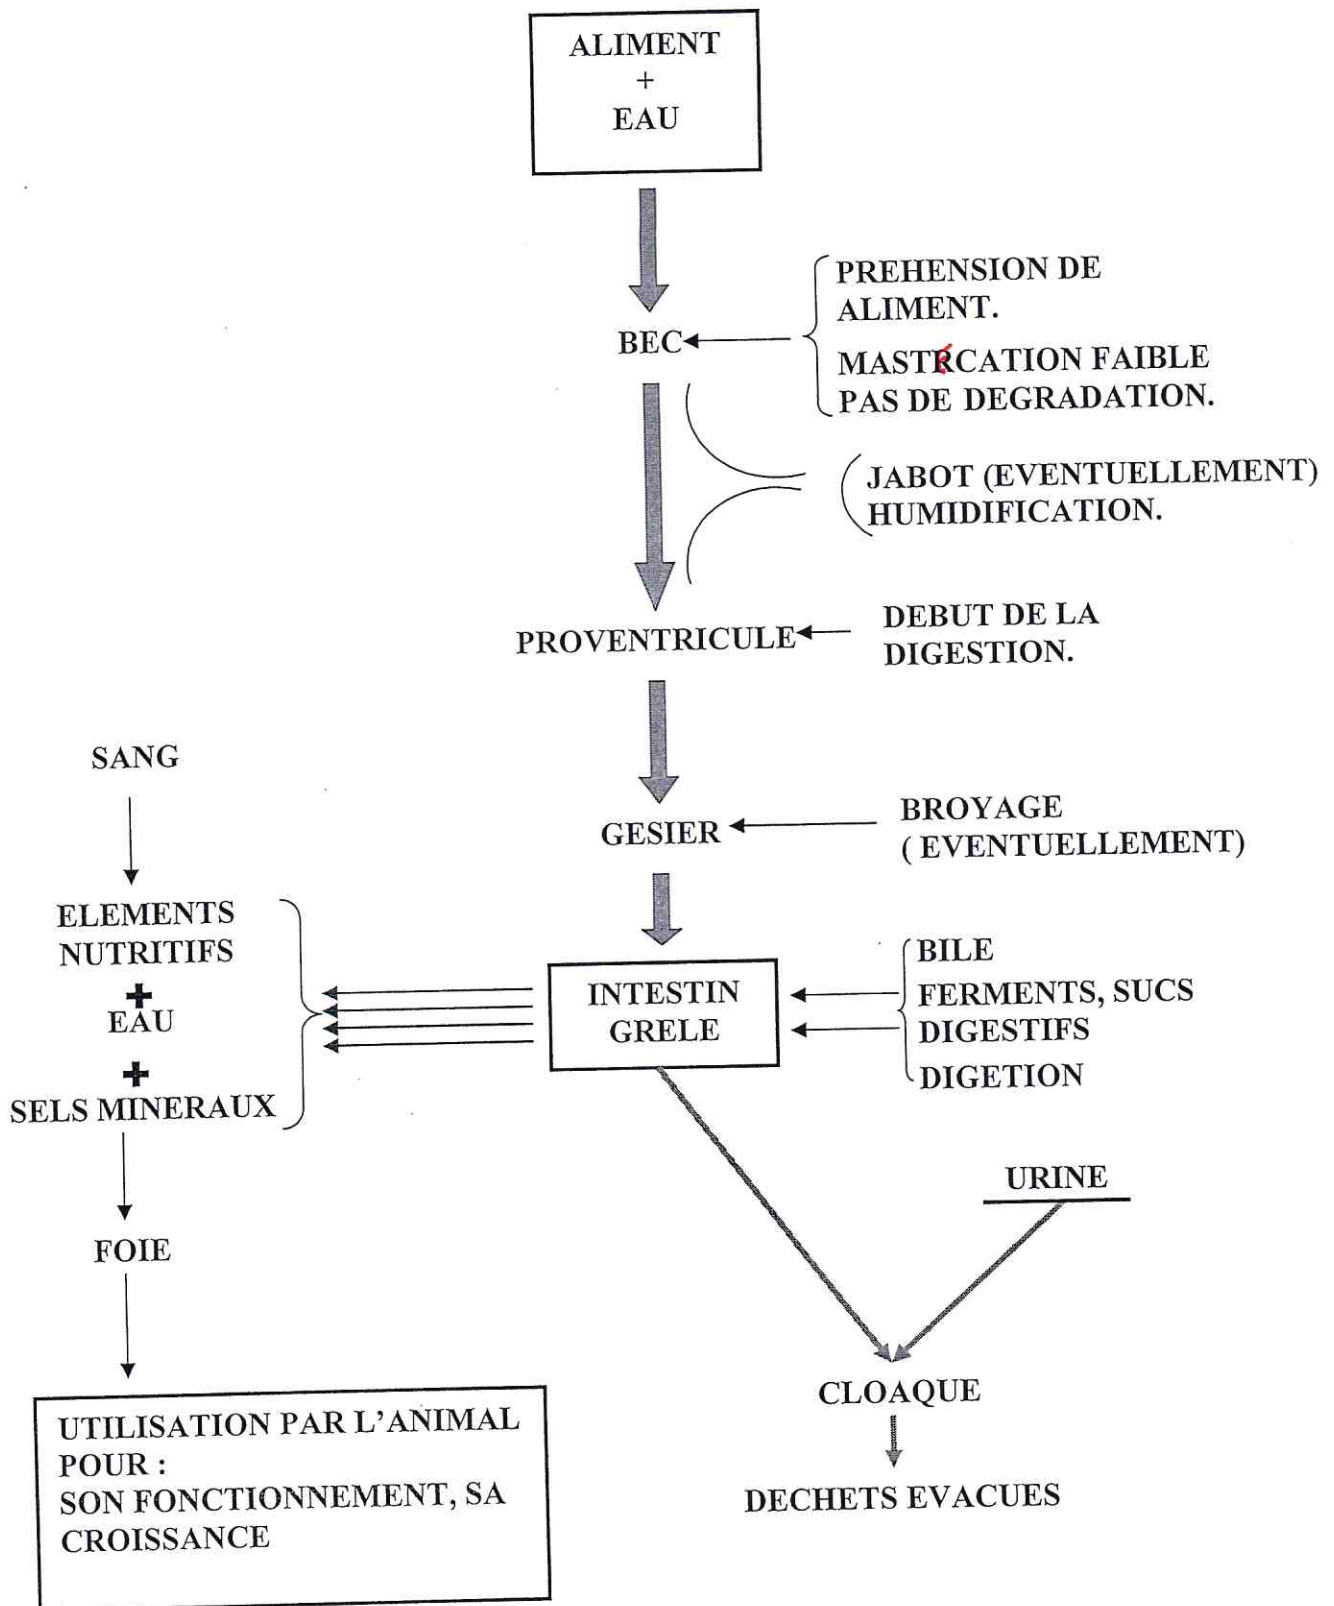 ALIMENT
+
EAU
PREHENSION DE
ALIMENT.
BEC
MASTRCATION FAIBLE
PAS DE DEGRADATION.
JABOT (EVENTUELLEMENT)
HUMIDIFICATION.
PROVENTRICULE
DEBUT DE LA
DIGESTION.
SANG
GESIER
BROYAGE
( EVENTUELLEMENT)
ELEMENTS
NUTRITIFS
+
EAU
+
SELS MINERAUX
INTESTIN
GRELE
BILE
FERMENTS, SUCS
DIGESTIFS
DIGETION
URINE
FOIE
CLOAQUE
DECHETS EVACUES
UTILISATION PAR L'ANIMAL
POUR :
SON FONCTIONNEMENT, SA
CROISSANCE